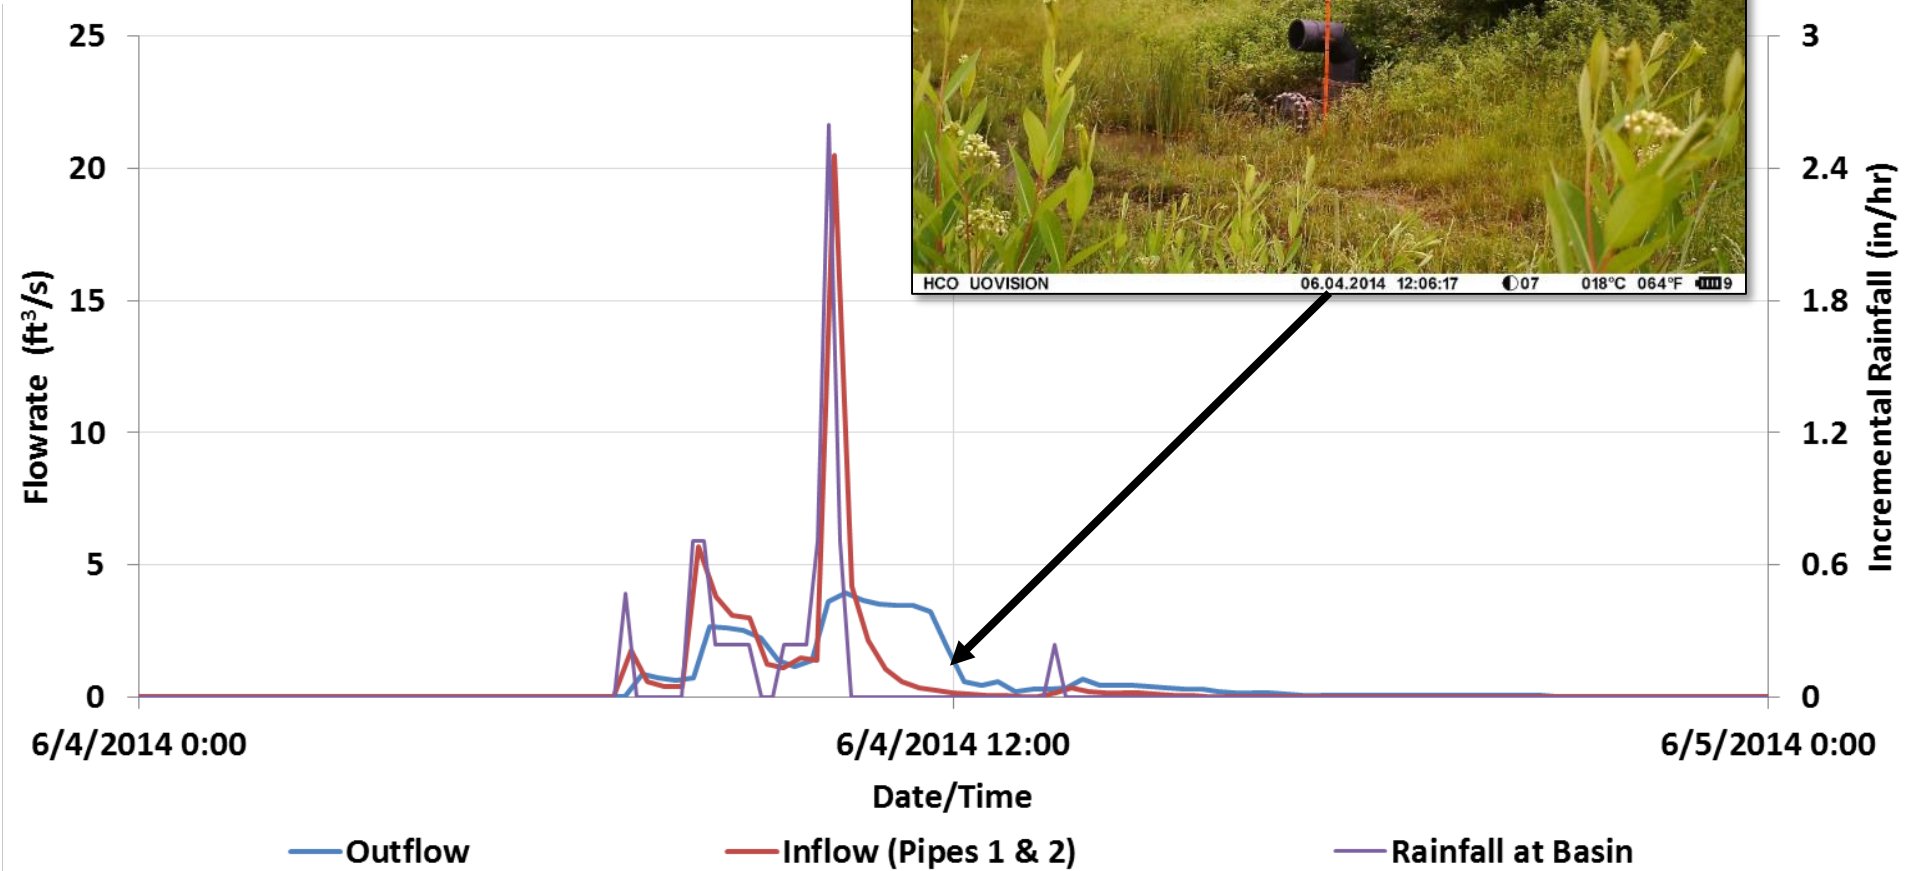 25
20
15
10
5
0
Flowrate (ft³/s)
3
2.4
1.8
1.2
0.6
0
Incremental Rainfall (in/hr)
HCO UOVISION 06.04.2014 12:06:17 07 018°C 064°F 9
6/4/2014 0:00 6/4/2014 12:00 6/5/2014 0:00
Date/Time
Outflow Inflow (Pipes 1 & 2) Rainfall at Basin